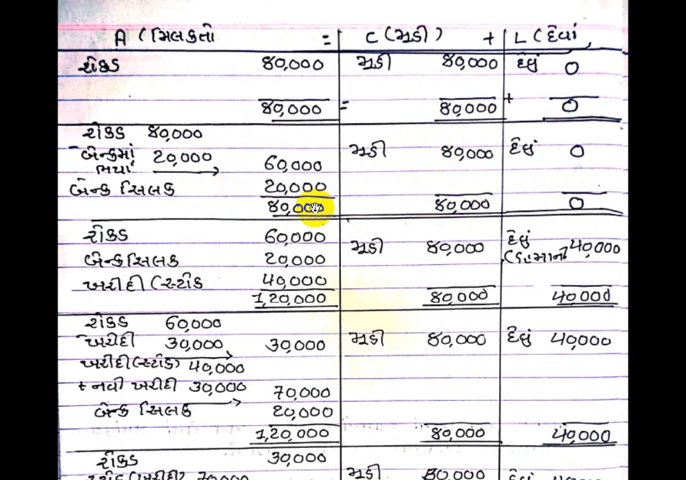 A (મિલકતો = C (મૂડી) + L (દેવાં,
રોકડ 80,000 મૂડી 80,000 દેવું 0
80,000 = 80,000 + 0
રોકડ 80,000
- બેન્કમાં ભર્યા 20,000 60,000 મૂડી 80,000 દેવું 0
બેન્ક સિલક 20,000
80,000 80,000 0
રોકડ 60,000 મૂડી 80,000 દેવું 40,000
બેન્ક સિલક 20,000
ખરીદી (સ્ટોક 40,000
1,20,000 80,000 40000
રોકડ 60,000
- ખરીદી 30,000 30,000 મૂડી 80,000 દેવું 40,000
ખરીદી(સ્ટોક) 40,000
+ નવી ખરીદી 30,000 70,000
બેન્ક સિલક 20,000
1,20,000 80,000 40,000
રોકડ 30,000
મૂડી 80,000